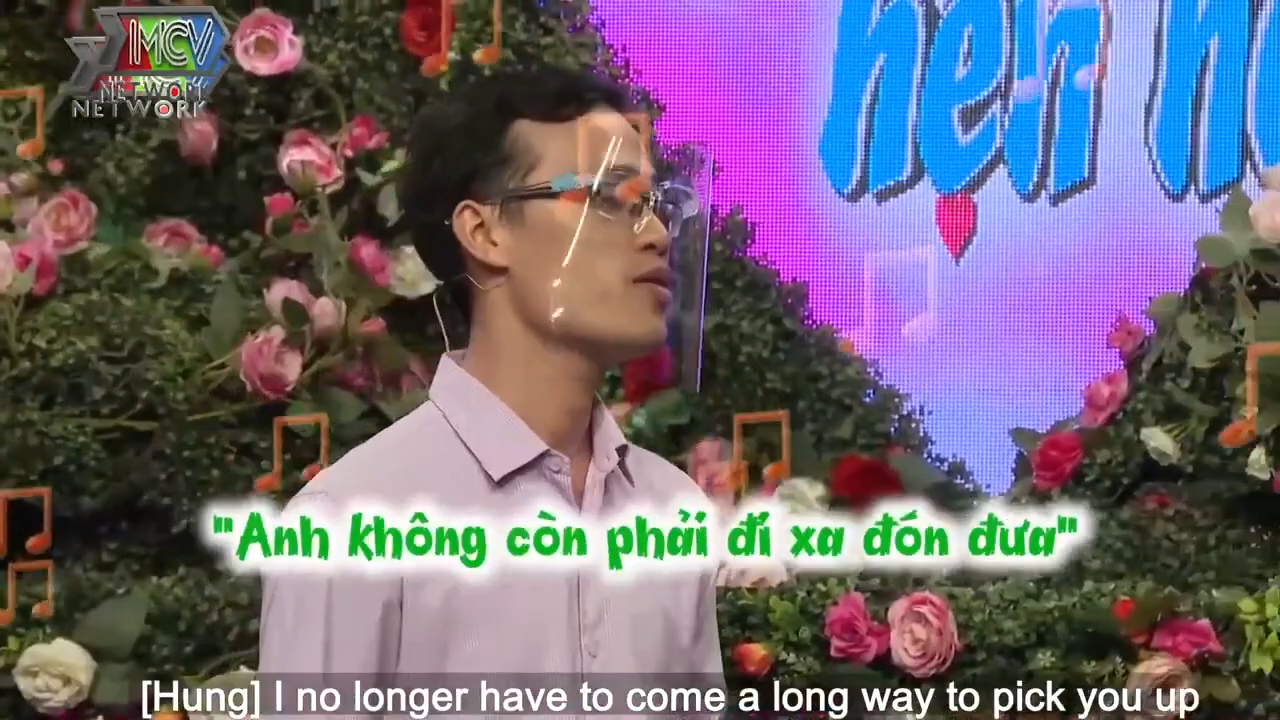 MCV
NETWORK
NETWORK
hẹn h
"Anh không còn phải đi xa đón đưa"
[Hung] I no longer have to come a long way to pick you up